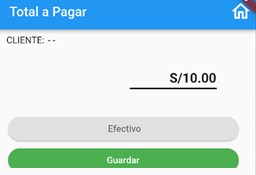 Total a Pagar
CLIENTE: - -
S/10.00
Efectivo
Guardar